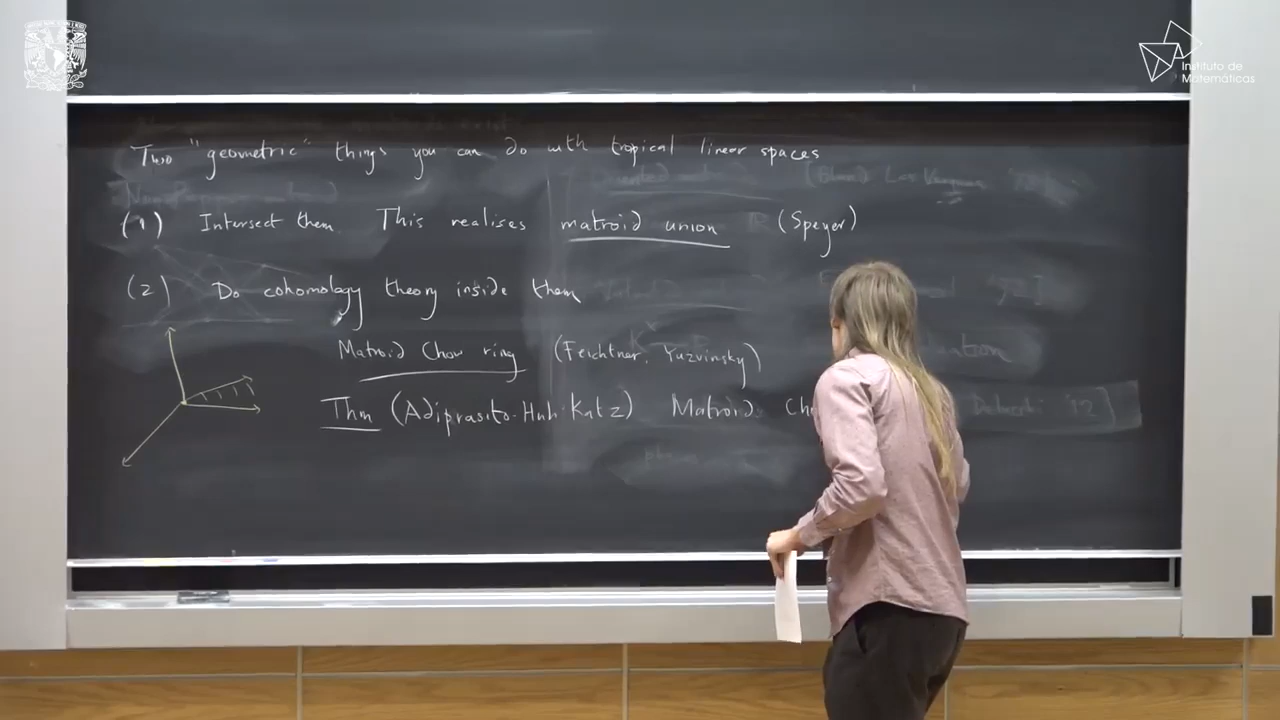 Two "geometric" things you can do with tropical linear spaces
(1) Intersect them This realises matroid union (Speyer)
(2) Do cohomology theory inside them
Matroid Chow ring (Feichtner, Yuzvinsky)
Thm (Adiprasito-Huh-Katz) Matroid Ch
Instituto de
Matemáticas